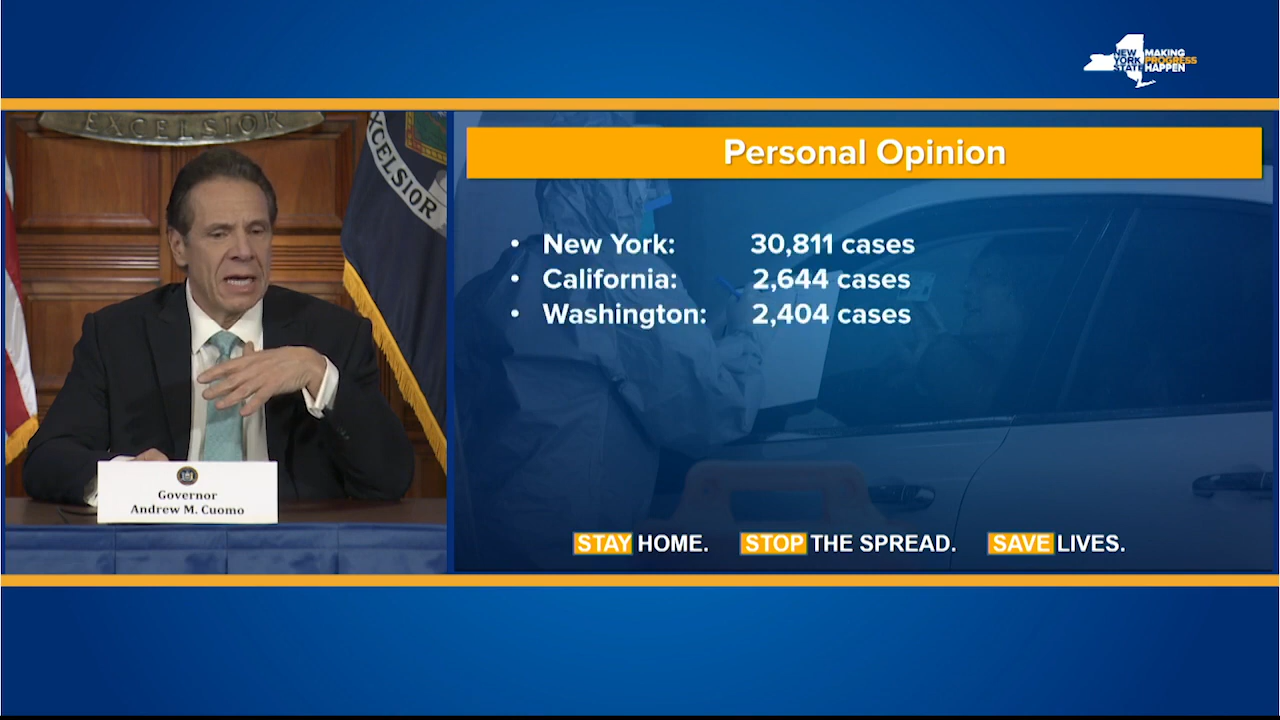 NEW
YORK
STATE
MAKING
PROGRESS
HAPPEN
EXCELSIOR
XCELSIOR
Personal Opinion
• New York: 30,811 cases
• California: 2,644 cases
• Washington: 2,404 cases
Governor
Andrew M. Cuomo
STAY HOME. STOP THE SPREAD. SAVE LIVES.